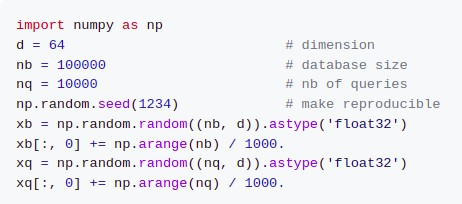 import numpy as np
d = 64                           # dimension
nb = 100000                      # database size
nq = 10000                       # nb of queries
np.random.seed(1234)             # make reproducible
xb = np.random.random((nb, d)).astype('float32')
xb[:, 0] += np.arange(nb) / 1000.
xq = np.random.random((nq, d)).astype('float32')
xq[:, 0] += np.arange(nq) / 1000.